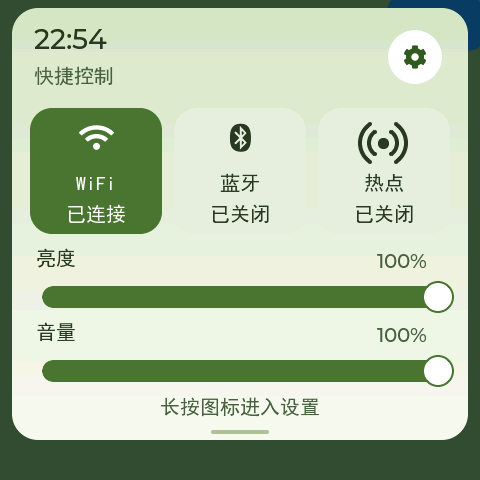 22:54
快捷控制
WiFi
已连接
蓝牙
已关闭
热点
已关闭
亮度
100%
音量
100%
长按图标进入设置